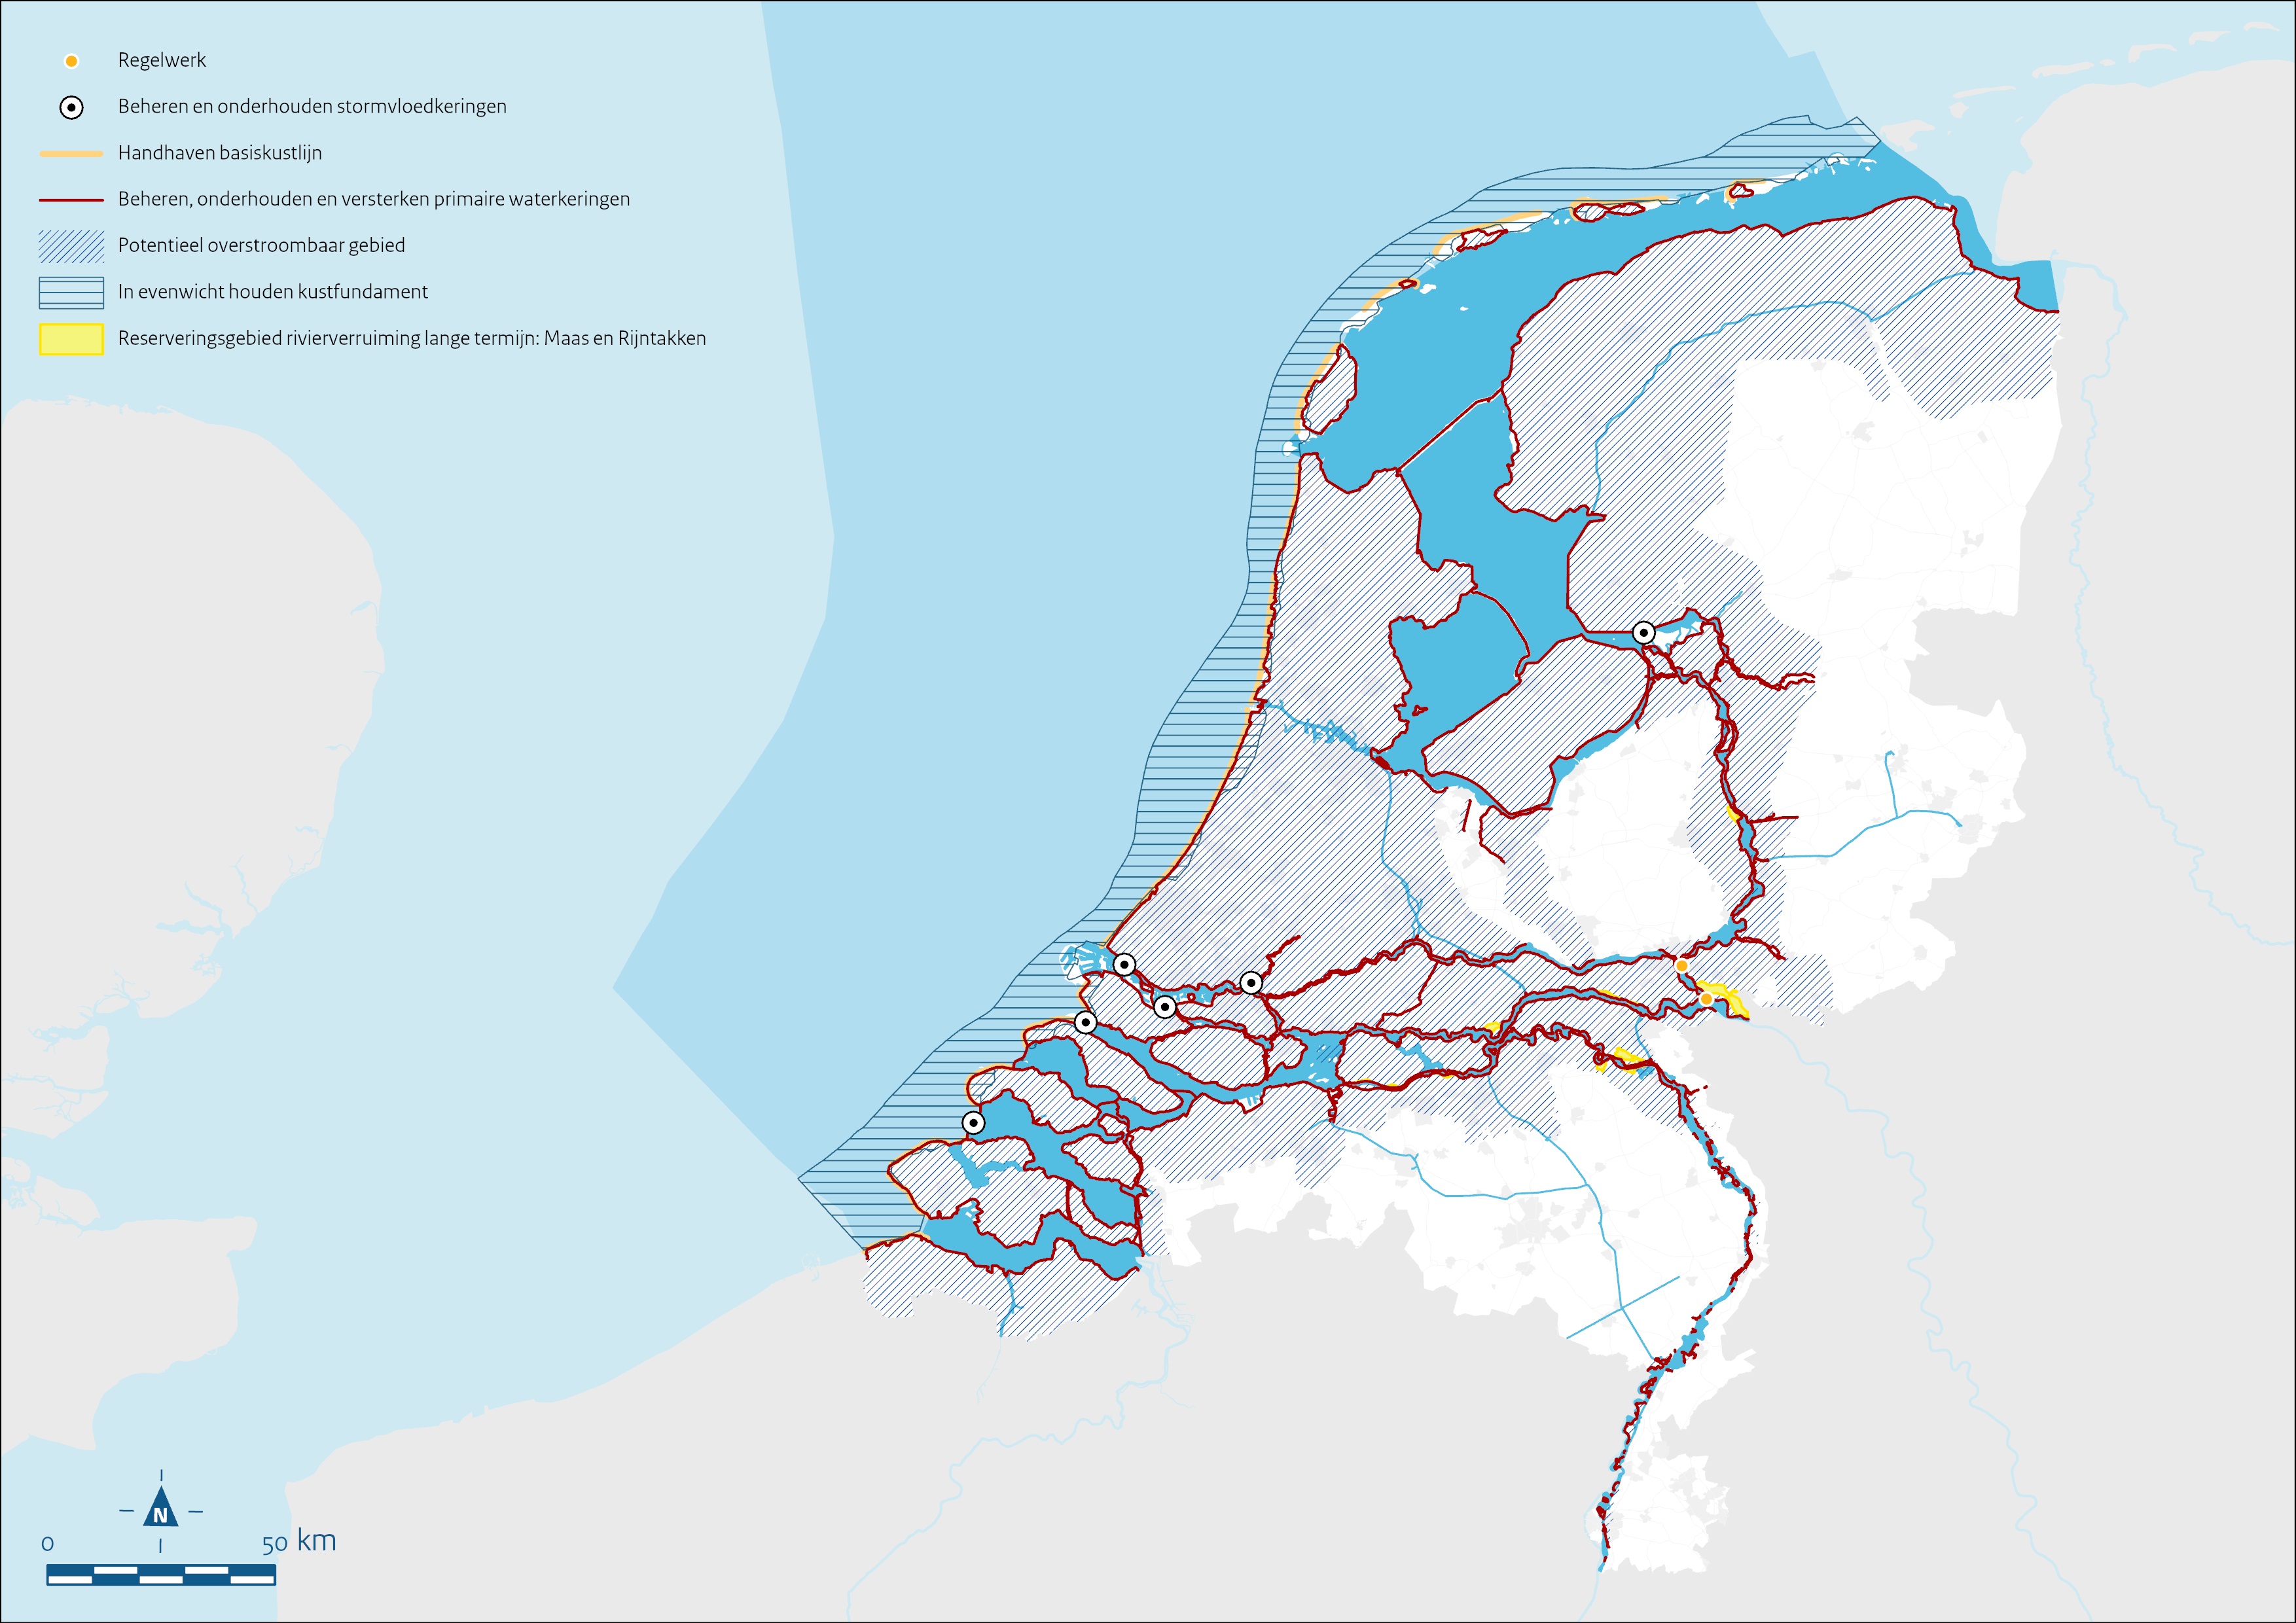 Regelwerk
Beheren en onderhouden stormvloedkeringen
Handhaven basiskustlijn
Beheren, onderhouden en versterken primaire waterkeringen
Potentieel overstroombaar gebied
In evenwicht houden kustfundament
Reserveringsgebied rivierverruiming lange termijn: Maas en Rijntakken
N
0 50 km